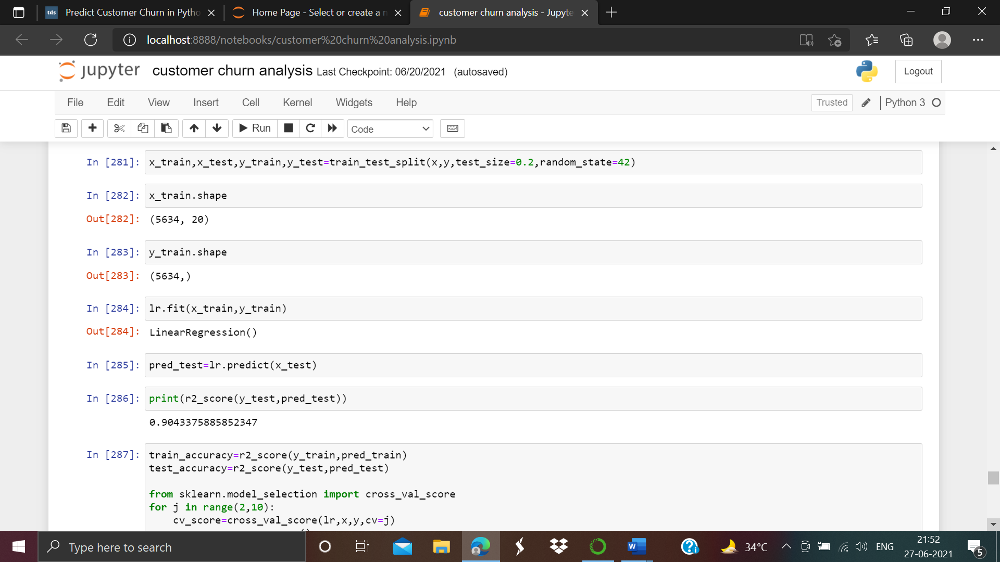 tds Predict Customer Churn in Pytho
Home Page - Select or create a n
customer churn analysis - Jupyte
localhost:8888/notebooks/customer%20churn%20analysis.ipynb
jupyter customer churn analysis Last Checkpoint: 06/20/2021 (autosaved)
Logout
File Edit View Insert Cell Kernel Widgets Help
Trusted Python 3
Run Code
In [281]: x_train,x_test,y_train,y_test=train_test_split(x,y,test_size=0.2,random_state=42)
In [282]: x_train.shape
Out[282]: (5634, 20)
In [283]: y_train.shape
Out[283]: (5634,)
In [284]: lr.fit(x_train,y_train)
Out[284]: LinearRegression()
In [285]: pred_test=lr.predict(x_test)
In [286]: print(r2_score(y_test,pred_test))
0.9043375885852347
In [287]: train_accuracy=r2_score(y_train,pred_train)
test_accuracy=r2_score(y_test,pred_test)
from sklearn.model_selection import cross_val_score
for j in range(2,10):
cv_score=cross_val_score(lr,x,y,cv=j)
Type here to search
W
34°C
ENG
21:52
27-06-2021
5